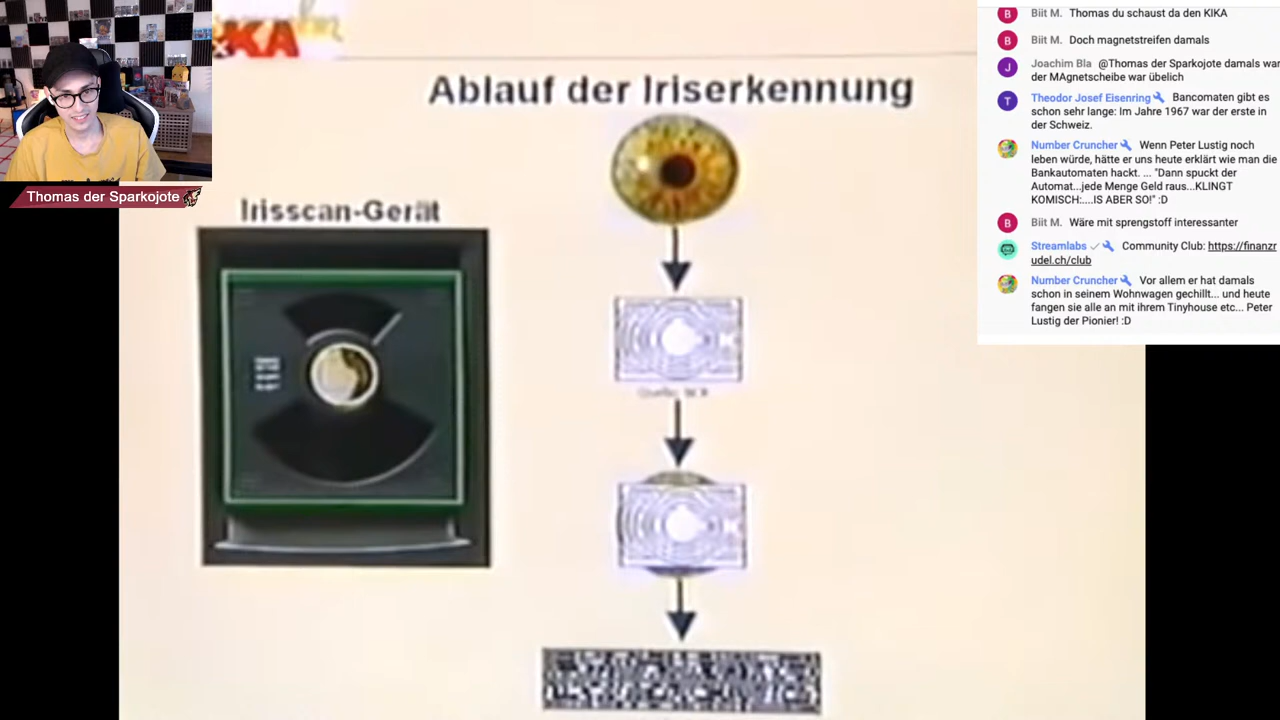 KA
Ablauf der Iriserkennung
Irisscan-Gerät
Thomas der Sparkojote
Biit M. Thomas du schaust da den KIKA
Biit M. Doch magnetstreifen damals
Joachim Bla @Thomas der Sparkojote damals war
der MAgnetscheibe war übelich
Theodor Josef Eisenring Bancomaten gibt es
schon sehr lange: Im Jahre 1967 war der erste in
der Schweiz.
Number Cruncher Wenn Peter Lustig noch
leben würde, hätte er uns heute erklärt wie man die
Bankautomaten hackt. ... "Dann spuckt der
Automat...jede Menge Geld raus...KLINGT
KOMISCH:....IS ABER SO!" :D
Biit M. Wäre mit sprengstoff interessanter
Streamlabs Community Club: https://finanzr
udel.ch/club
Number Cruncher Vor allem er hat damals
schon in seinem Wohnwagen gechillt... und heute
fangen sie alle an mit ihrem Tinyhouse etc... Peter
Lustig der Pionier! :D